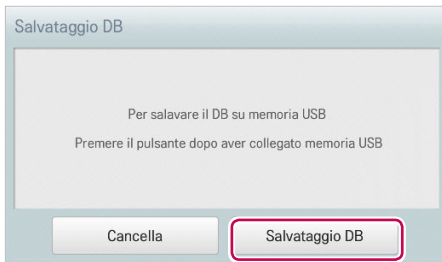 Salvataggio DB
Per salavare il DB su memoria USB
Premere il pulsante dopo aver collegato memoria USB
Cancella
Salvataggio DB